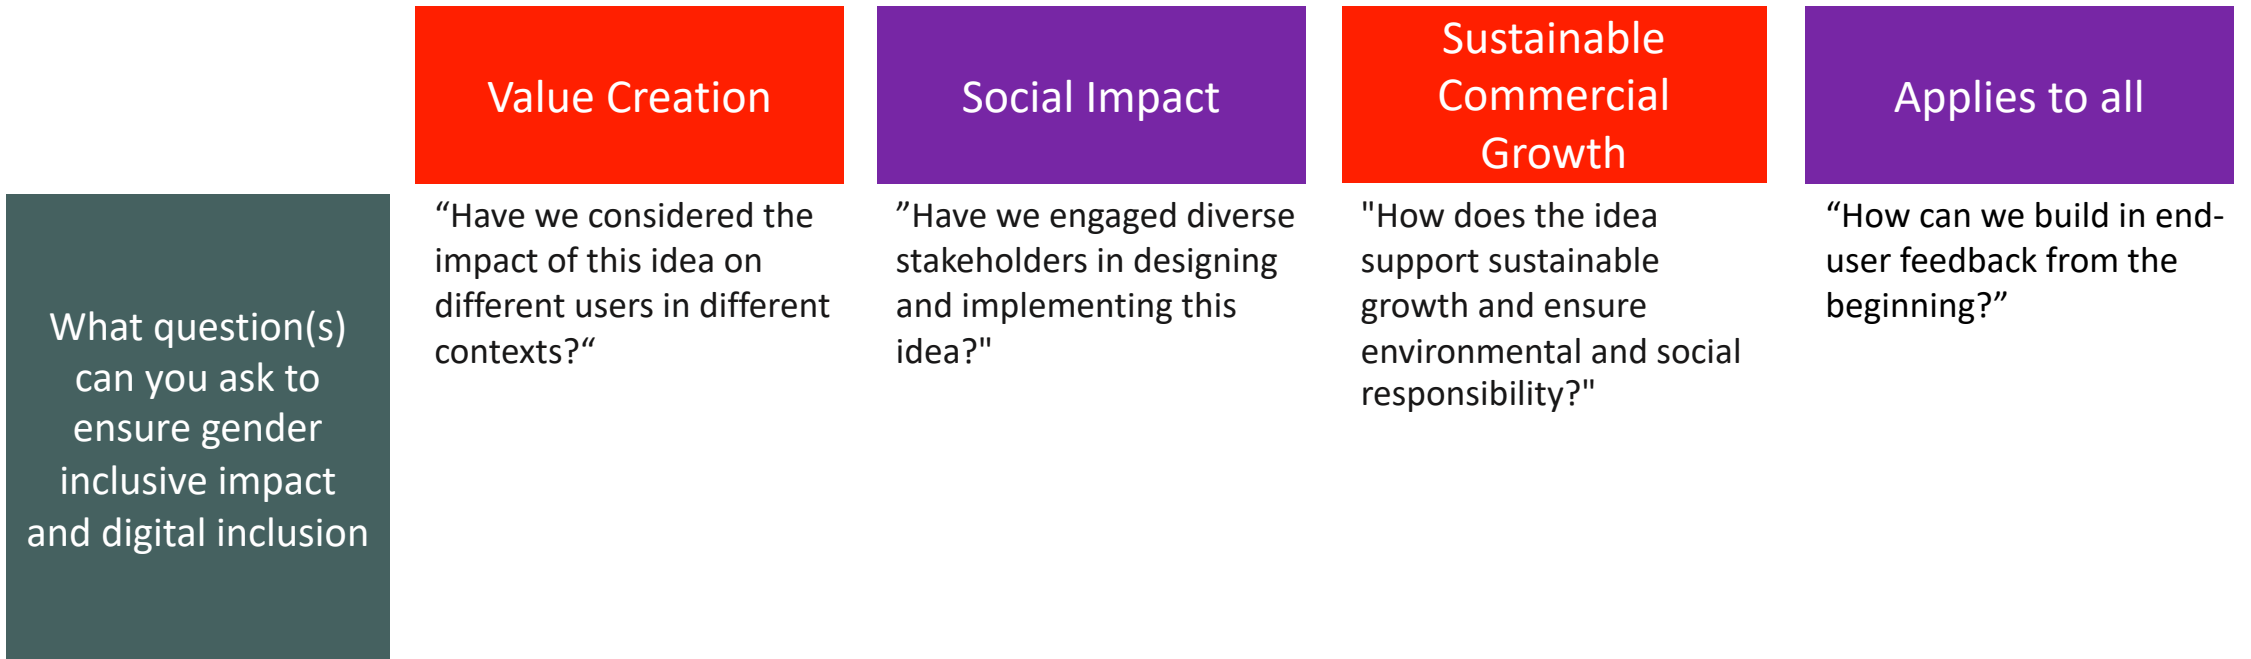 Value Creation
Social Impact
Sustainable
Commercial
Growth
Applies to all
What question(s)
can you ask to
ensure gender
inclusive impact
and digital inclusion
“Have we considered the
impact of this idea on
different users in different
contexts?“
”Have we engaged diverse
stakeholders in designing
and implementing this
idea?"
"How does the idea
support sustainable
growth and ensure
environmental and social
responsibility?"
“How can we build in end-
user feedback from the
beginning?”